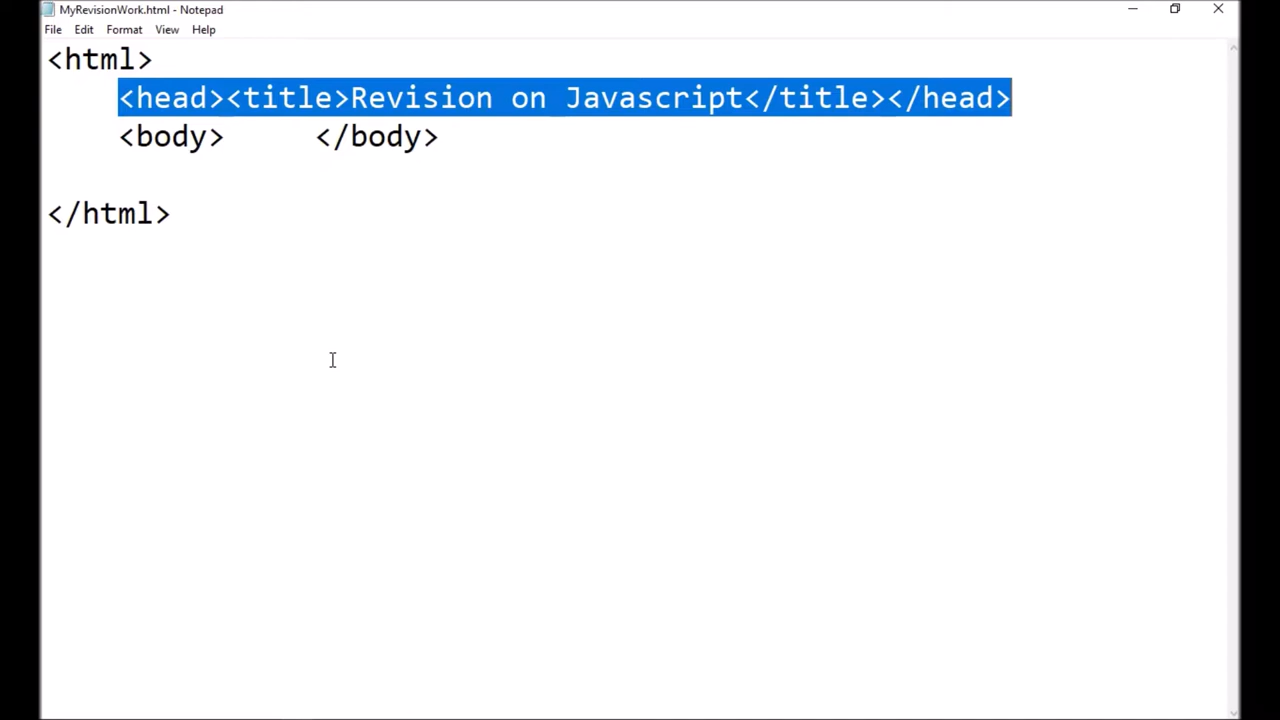 MyRevisionWork.html - Notepad
File Edit Format View Help
<html>
<head><title>Revision on Javascript</title></head>
<body> </body>
</html>